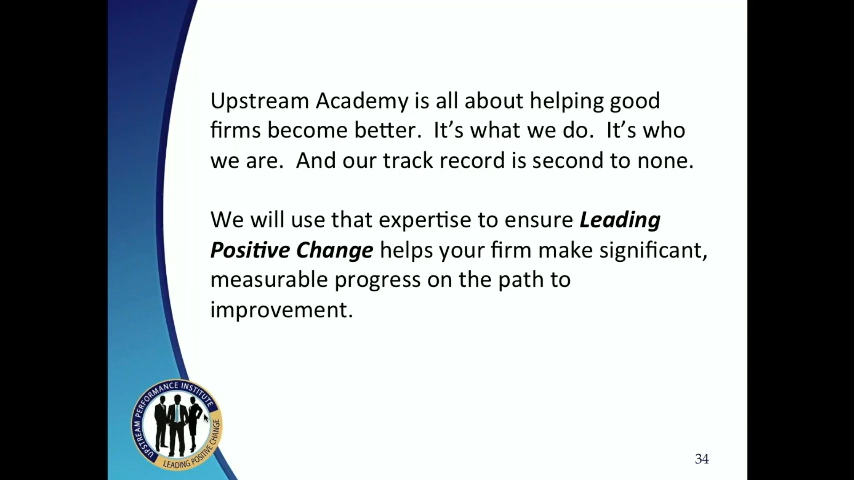 Upstream Academy is all about helping good
firms become better.  It's what we do.  It's who
we are.  And our track record is second to none.
We will use that expertise to ensure Leading
Positive Change helps your firm make significant,
measurable progress on the path to
improvement.
UPSTREAM PERFORMANCE INSTITUTE
LEADING POSITIVE CHANGE
34